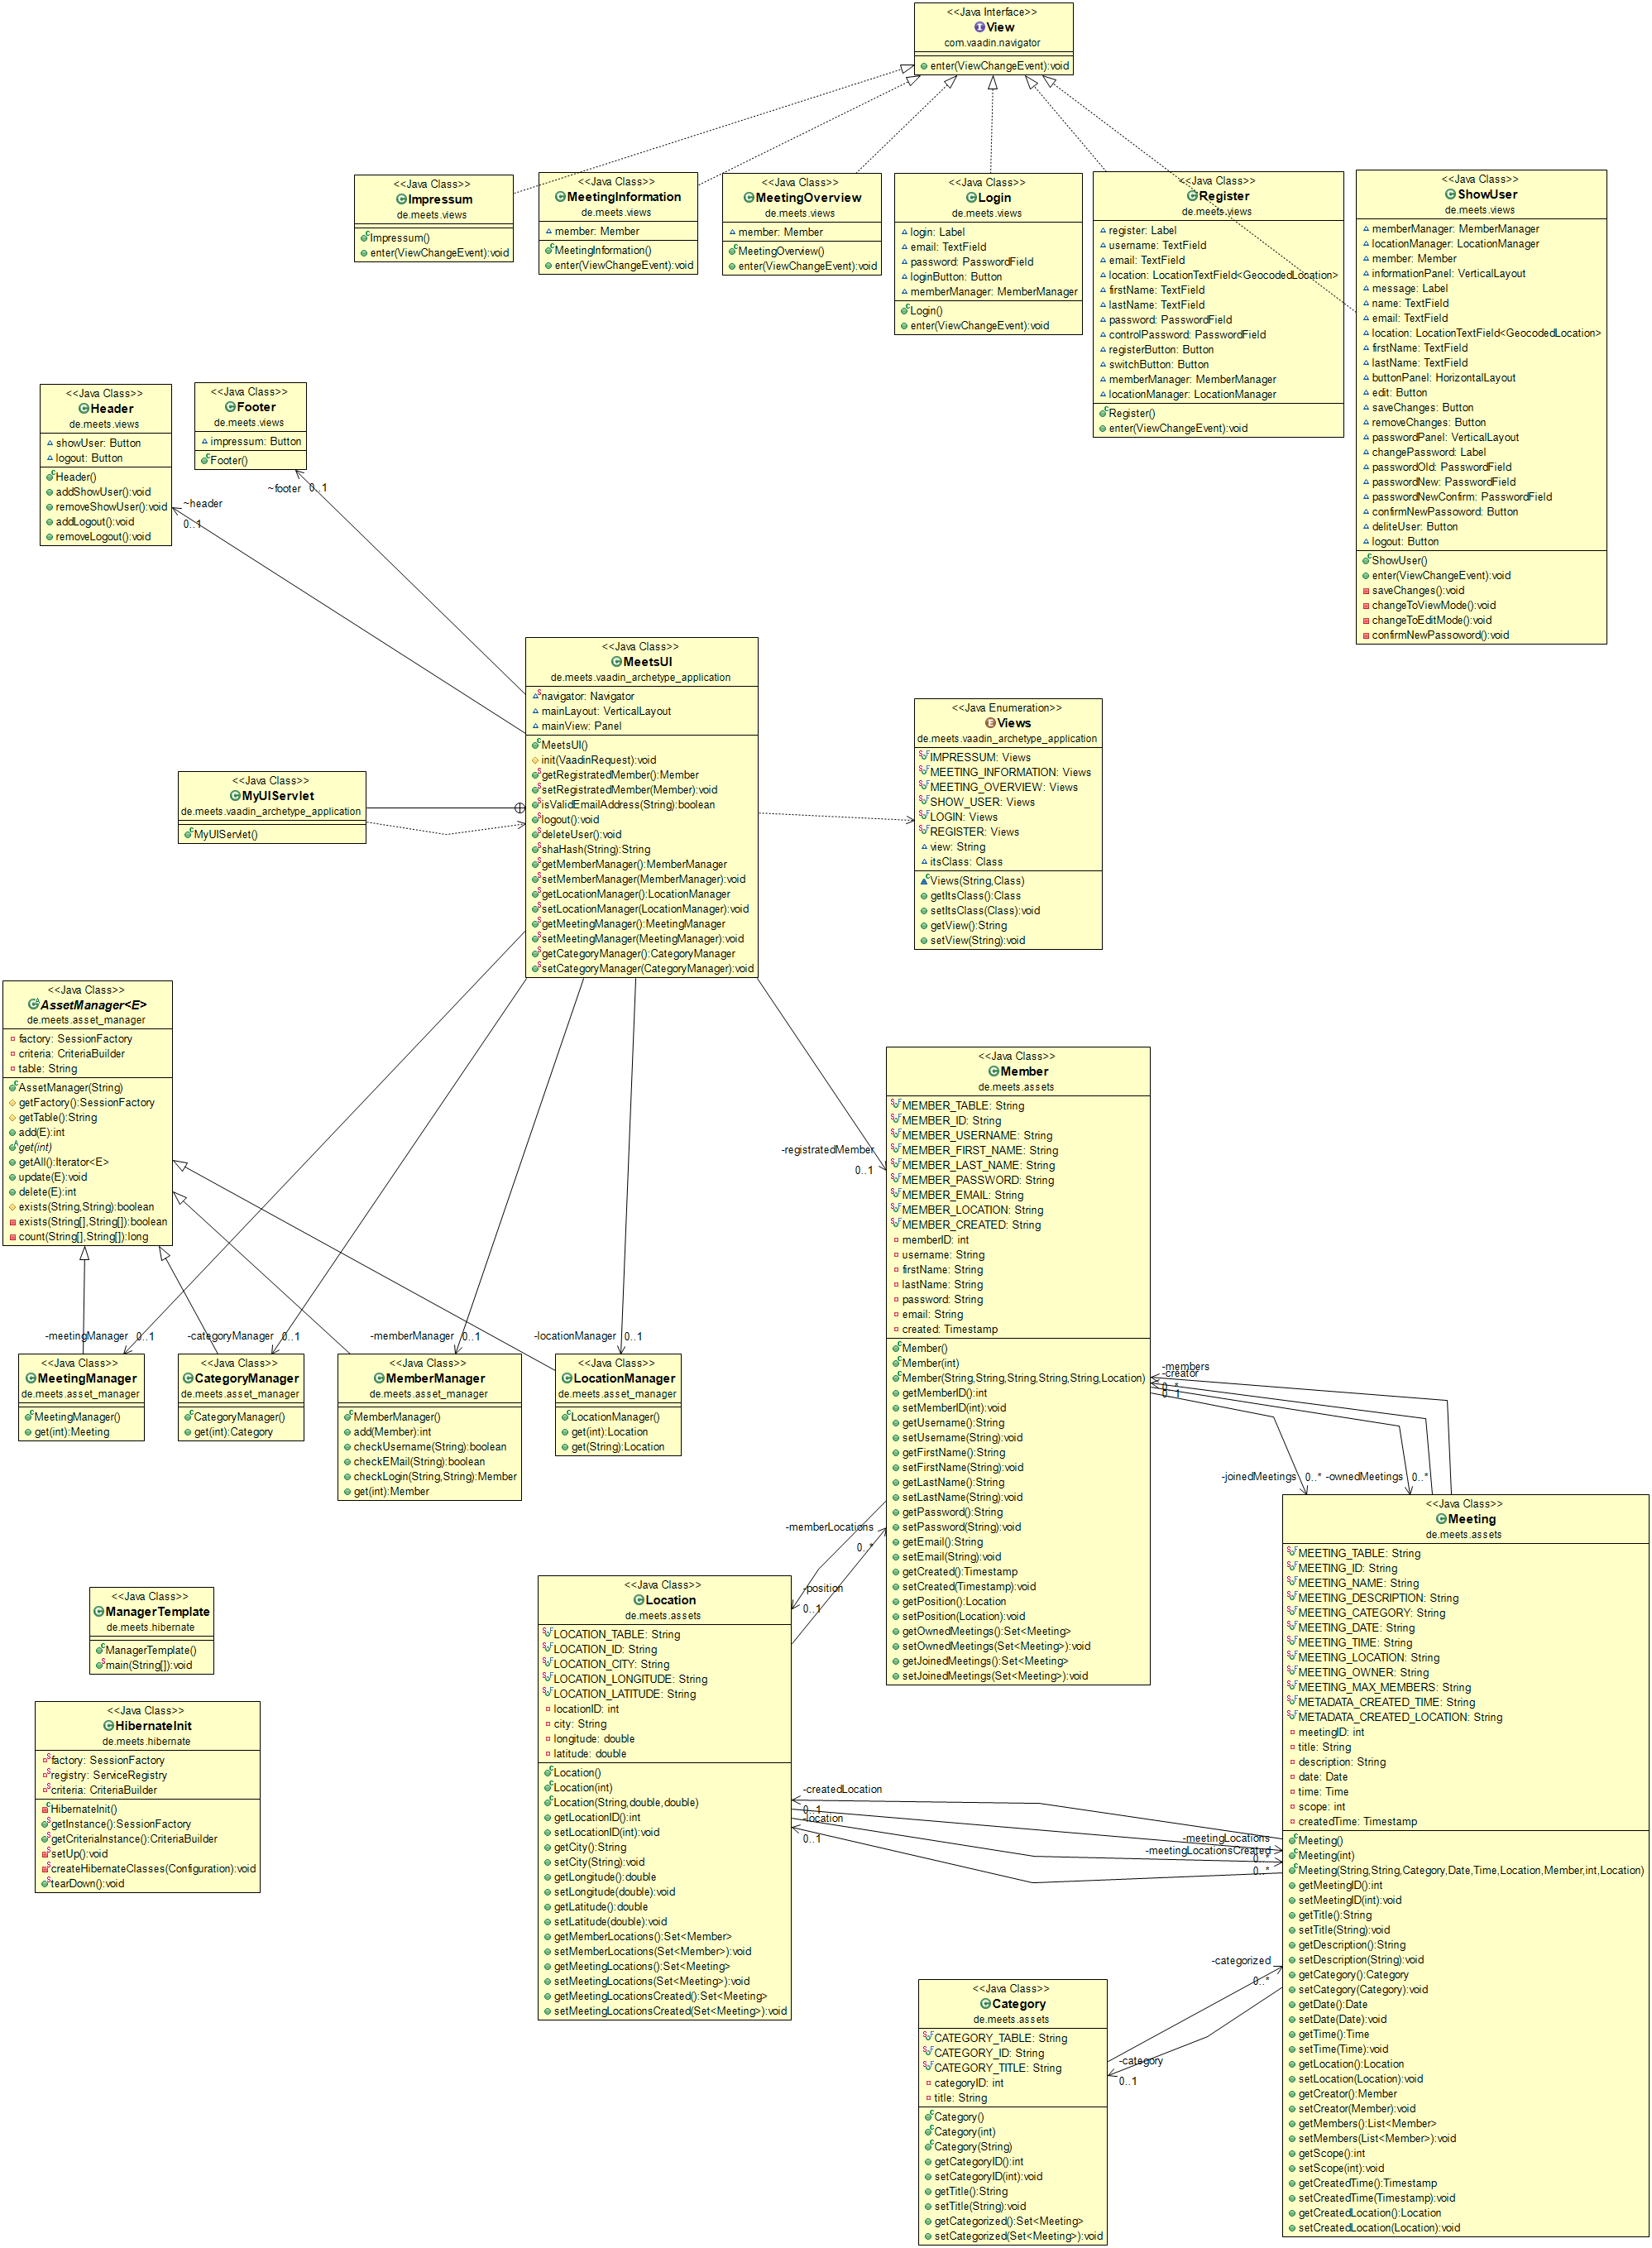 <<Java Interface>>
View
com.vaadin.navigator
enter(ViewChangeEvent):void
<<Java Class>>
Impressum
de.meets.views
Impressum()
enter(ViewChangeEvent):void
<<Java Class>>
MeetingInformation
de.meets.views
member: Member
MeetingInformation()
enter(ViewChangeEvent):void
<<Java Class>>
MeetingOverview
de.meets.views
member: Member
MeetingOverview()
enter(ViewChangeEvent):void
<<Java Class>>
Login
de.meets.views
login: Label
email: TextField
password: PasswordField
loginButton: Button
memberManager: MemberManager
Login()
enter(ViewChangeEvent):void
<<Java Class>>
Register
de.meets.views
register: Label
username: TextField
email: TextField
location: LocationTextField<GeocodedLocation>
firstName: TextField
lastName: TextField
password: PasswordField
controlPassword: PasswordField
registerButton: Button
switchButton: Button
memberManager: MemberManager
locationManager: LocationManager
Register()
enter(ViewChangeEvent):void
<<Java Class>>
ShowUser
de.meets.views
memberManager: MemberManager
locationManager: LocationManager
member: Member
informationPanel: VerticalLayout
message: Label
name: TextField
email: TextField
location: LocationTextField<GeocodedLocation>
firstName: TextField
lastName: TextField
buttonPanel: HorizontalLayout
edit: Button
saveChanges: Button
removeChanges: Button
passwordPanel: VerticalLayout
changePassword: Label
passwordOld: PasswordField
passwordNew: PasswordField
passwordNewConfirm: PasswordField
confirmNewPassoword: Button
deliteUser: Button
logout: Button
ShowUser()
enter(ViewChangeEvent):void
saveChanges():void
changeToViewMode():void
changeToEditMode():void
confirmNewPassoword():void
<<Java Class>>
Header
de.meets.views
showUser: Button
logout: Button
Header()
addShowUser():void
removeShowUser():void
addLogout():void
removeLogout():void
<<Java Class>>
Footer
de.meets.views
impressum: Button
Footer()
~footer 0..1
~header
0..1
<<Java Class>>
MeetsUI
de.meets.vaadin_archetype_application
navigator: Navigator
mainLayout: VerticalLayout
mainView: Panel
MeetsUI()
init(VaadinRequest):void
getRegistratedMember():Member
setRegistratedMember(Member):void
isValidEmailAddress(String):boolean
logout():void
deleteUser():void
shaHash(String):String
getMemberManager():MemberManager
setMemberManager(MemberManager):void
getLocationManager():LocationManager
setLocationManager(LocationManager):void
getMeetingManager():MeetingManager
setMeetingManager(MeetingManager):void
getCategoryManager():CategoryManager
setCategoryManager(CategoryManager):void
<<Java Class>>
MyUIServlet
de.meets.vaadin_archetype_application
MyUIServlet()
<<Java Enumeration>>
Views
de.meets.vaadin_archetype_application
IMPRESSUM: Views
MEETING_INFORMATION: Views
MEETING_OVERVIEW: Views
SHOW_USER: Views
LOGIN: Views
REGISTER: Views
view: String
itsClass: Class
Views(String,Class)
getItsClass():Class
setItsClass(Class):void
getView():String
setView(String):void
<<Java Class>>
AssetManager<E>
de.meets.asset_manager
factory: SessionFactory
criteria: CriteriaBuilder
table: String
AssetManager(String)
getFactory():SessionFactory
getTable():String
add(E):int
get(int)
getAll():Iterator<E>
update(E):void
delete(E):int
exists(String,String):boolean
exists(String[],String[]):boolean
count(String[],String[]):long
-meetingManager 0..1
-categoryManager 0..1
-memberManager 0..1
-locationManager 0..1
<<Java Class>>
MeetingManager
de.meets.asset_manager
MeetingManager()
get(int):Meeting
<<Java Class>>
CategoryManager
de.meets.asset_manager
CategoryManager()
get(int):Category
<<Java Class>>
MemberManager
de.meets.asset_manager
MemberManager()
add(Member):int
checkUsername(String):boolean
checkEMail(String):boolean
checkLogin(String,String):Member
get(int):Member
<<Java Class>>
LocationManager
de.meets.asset_manager
LocationManager()
get(int):Location
get(String):Location
-registratedMember
0..1
<<Java Class>>
Member
de.meets.assets
MEMBER_TABLE: String
MEMBER_ID: String
MEMBER_USERNAME: String
MEMBER_FIRST_NAME: String
MEMBER_LAST_NAME: String
MEMBER_PASSWORD: String
MEMBER_EMAIL: String
MEMBER_LOCATION: String
MEMBER_CREATED: String
memberID: int
username: String
firstName: String
lastName: String
password: String
email: String
created: Timestamp
Member()
Member(int)
Member(String,String,String,String,String,Location)
getMemberID():int
setMemberID(int):void
getUsername():String
setUsername(String):void
getFirstName():String
setFirstName(String):void
getLastName():String
setLastName(String):void
getPassword():String
setPassword(String):void
getEmail():String
setEmail(String):void
getCreated():Timestamp
setCreated(Timestamp):void
getPosition():Location
setPosition(Location):void
getOwnedMeetings():Set<Meeting>
setOwnedMeetings(Set<Meeting>):void
getJoinedMeetings():Set<Meeting>
setJoinedMeetings(Set<Meeting>):void
-members
-creator
0..*
0..1
-joinedMeetings 0..* -ownedMeetings 0..*
-memberLocations
0..*
-position
0..1
<<Java Class>>
Meeting
de.meets.assets
MEETING_TABLE: String
MEETING_ID: String
MEETING_NAME: String
MEETING_DESCRIPTION: String
MEETING_CATEGORY: String
MEETING_DATE: String
MEETING_TIME: String
MEETING_LOCATION: String
MEETING_OWNER: String
MEETING_MAX_MEMBERS: String
METADATA_CREATED_TIME: String
METADATA_CREATED_LOCATION: String
meetingID: int
title: String
description: String
date: Date
time: Time
scope: int
createdTime: Timestamp
Meeting()
Meeting(int)
Meeting(String,String,Category,Date,Time,Location,Member,int,Location)
getMeetingID():int
setMeetingID(int):void
getTitle():String
setTitle(String):void
getDescription():String
setDescription(String):void
getCategory():Category
setCategory(Category):void
getDate():Date
setDate(Date):void
getTime():Time
setTime(Time):void
getLocation():Location
setLocation(Location):void
getCreator():Member
setCreator(Member):void
getMembers():List<Member>
setMembers(List<Member>):void
getScope():int
setScope(int):void
getCreatedTime():Timestamp
setCreatedTime(Timestamp):void
getCreatedLocation():Location
setCreatedLocation(Location):void
<<Java Class>>
Location
de.meets.assets
LOCATION_TABLE: String
LOCATION_ID: String
LOCATION_CITY: String
LOCATION_LONGITUDE: String
LOCATION_LATITUDE: String
locationID: int
city: String
longitude: double
latitude: double
Location()
Location(int)
Location(String,double,double)
getLocationID():int
setLocationID(int):void
getCity():String
setCity(String):void
getLongitude():double
setLongitude(double):void
getLatitude():double
setLatitude(double):void
getMemberLocations():Set<Member>
setMemberLocations(Set<Member>):void
getMeetingLocations():Set<Meeting>
setMeetingLocations(Set<Meeting>):void
getMeetingLocationsCreated():Set<Meeting>
setMeetingLocationsCreated(Set<Meeting>):void
-createdLocation
0..1
-location
0..1
-meetingLocations
-meetingLocationsCreated
0..*
0..*
<<Java Class>>
ManagerTemplate
de.meets.hibernate
ManagerTemplate()
main(String[]):void
<<Java Class>>
HibernateInit
de.meets.hibernate
factory: SessionFactory
registry: ServiceRegistry
criteria: CriteriaBuilder
HibernateInit()
getInstance():SessionFactory
getCriteriaInstance():CriteriaBuilder
setUp():void
createHibernateClasses(Configuration):void
tearDown():void
-categorized
0..*
-category
0..1
<<Java Class>>
Category
de.meets.assets
CATEGORY_TABLE: String
CATEGORY_ID: String
CATEGORY_TITLE: String
categoryID: int
title: String
Category()
Category(int)
Category(String)
getCategoryID():int
setCategoryID(int):void
getTitle():String
setTitle(String):void
getCategorized():Set<Meeting>
setCategorized(Set<Meeting>):void